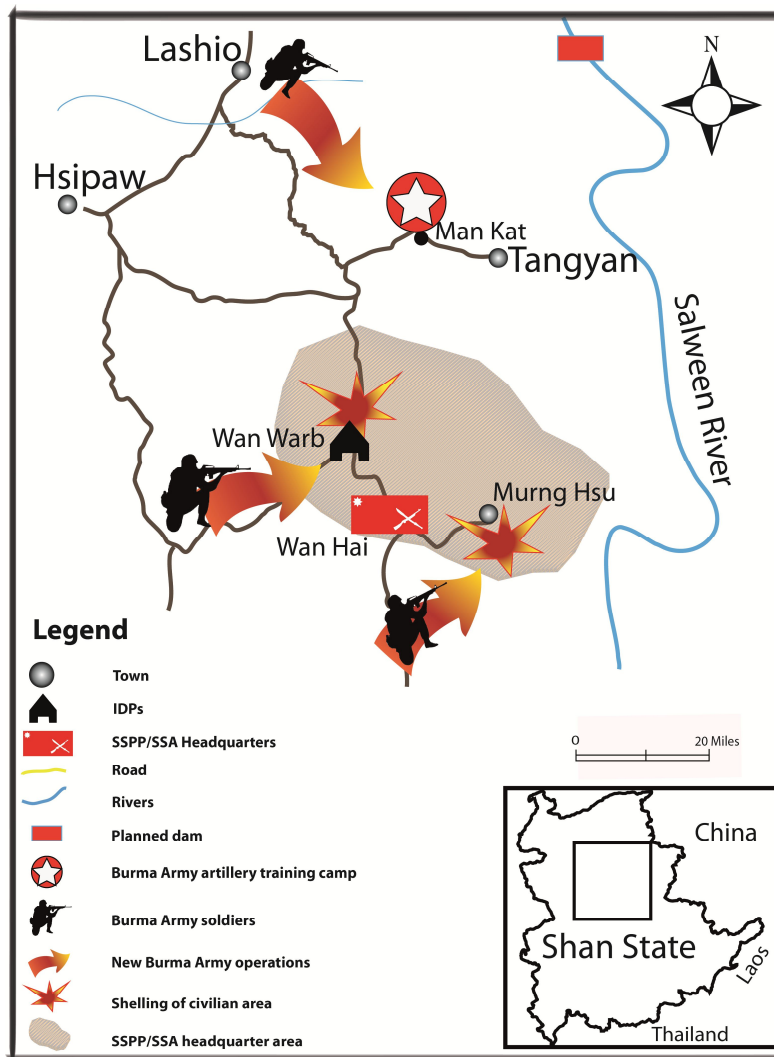 Lashio
N
Hsipaw
Man Kat
Tangyan
Salween River
Wan Warb
Murng Hsu
Wan Hai
Legend
Town
IDPs
SSPP/SSA Headquarters
Road
Rivers
Planned dam
Burma Army artillery training camp
Burma Army soldiers
New Burma Army operations
Shelling of civilian area
SSPP/SSA headquarter area
0 20 Miles
China
Shan State
Laos
Thailand